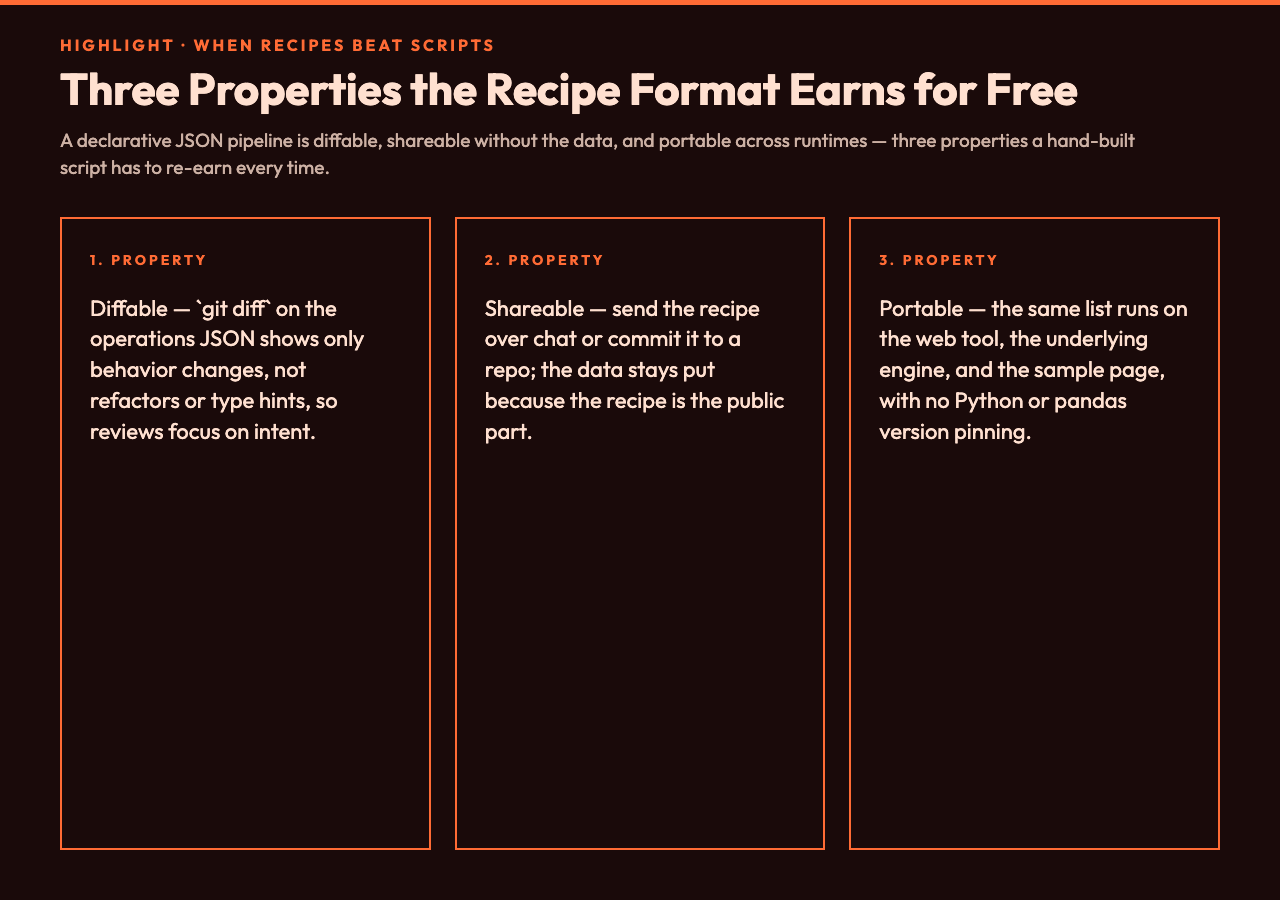 HIGHLIGHT · WHEN RECIPES BEAT SCRIPTS
Three Properties the Recipe Format Earns for Free
A declarative JSON pipeline is diffable, shareable without the data, and portable across runtimes — three properties a hand-built
script has to re-earn every time.
1. PROPERTY
Diffable — `git diff` on the
operations JSON shows only
behavior changes, not
refactors or type hints, so
reviews focus on intent.
2. PROPERTY
Shareable — send the recipe
over chat or commit it to a
repo; the data stays put
because the recipe is the public
part.
3. PROPERTY
Portable — the same list runs on
the web tool, the underlying
engine, and the sample page,
with no Python or pandas
version pinning.